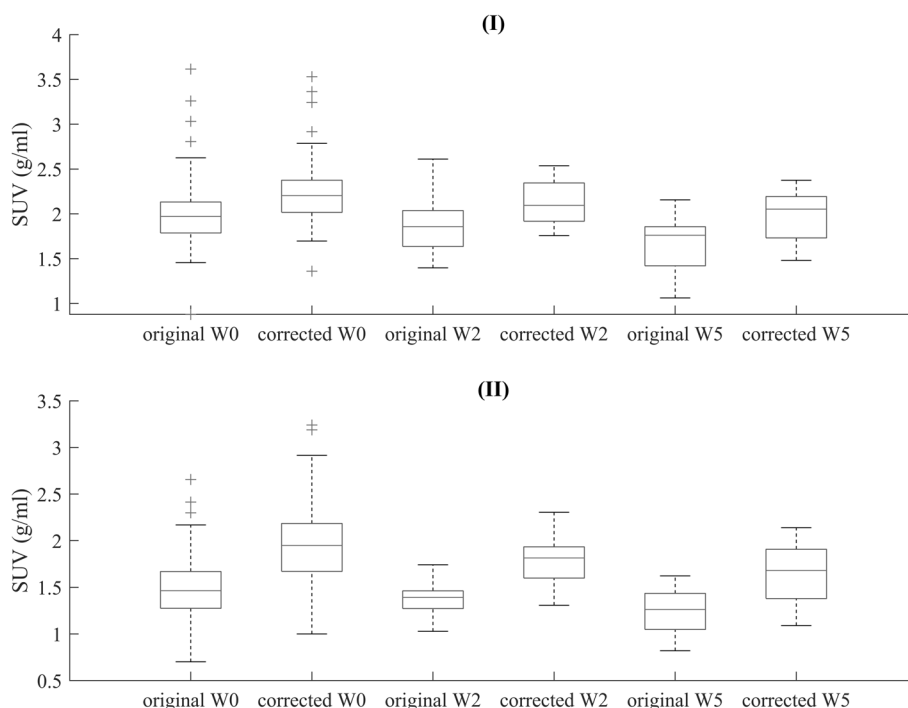 (I)
4
3.5
3
2.5
2
1.5
1
SUV (g/ml)
original W0 corrected W0 original W2 corrected W2 original W5 corrected W5
(II)
3.5
3
2.5
2
1.5
1
0.5
SUV (g/ml)
original W0 corrected W0 original W2 corrected W2 original W5 corrected W5